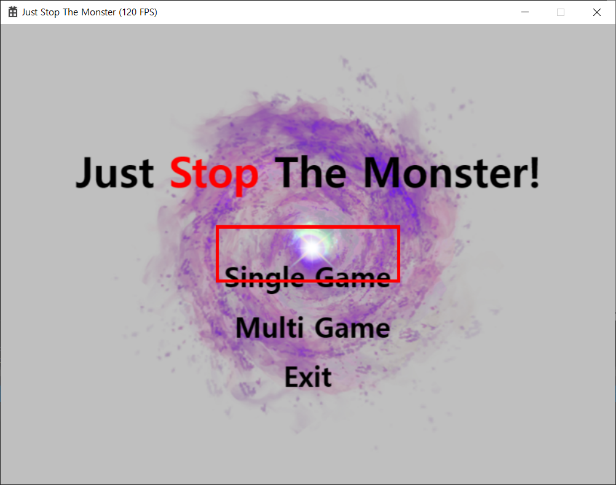 Just Stop The Monster (120 FPS)
Just Stop The Monster!
Single Game
Multi Game
Exit